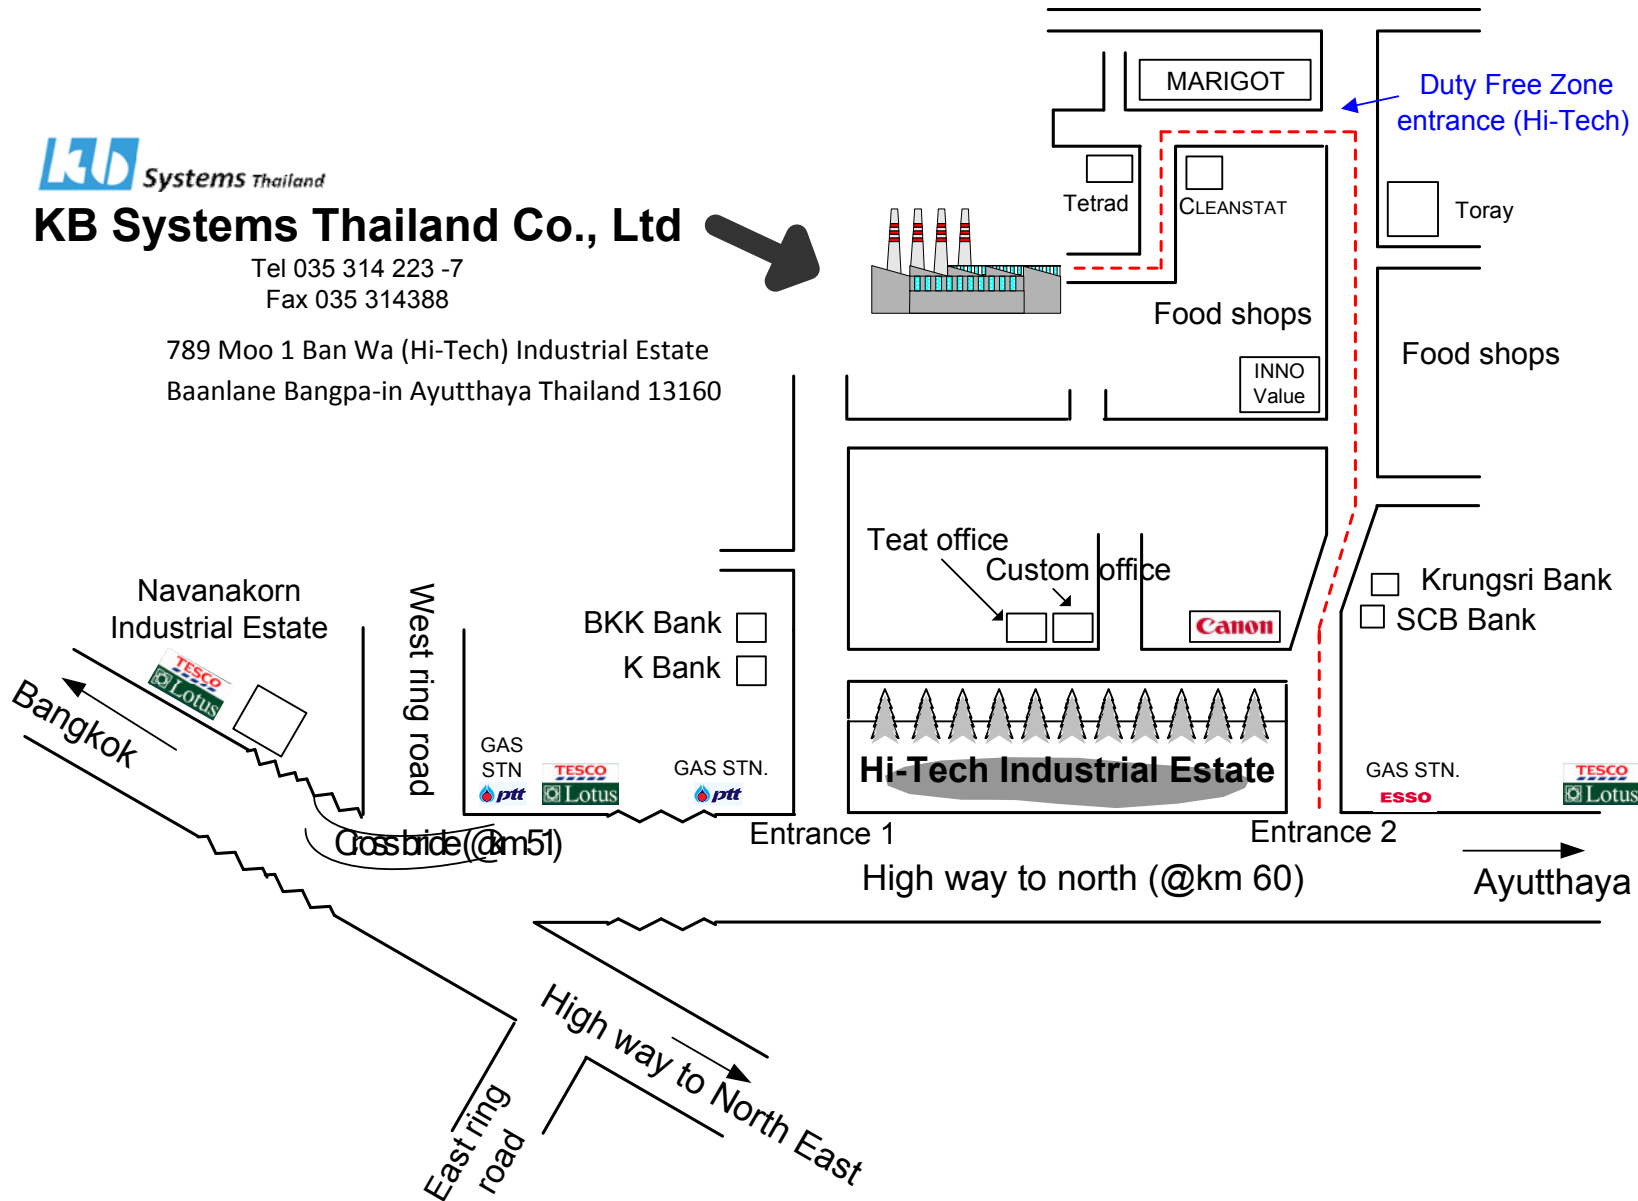 MARIGOT
Duty Free Zone
entrance (Hi-Tech)
KB Systems Thailand
KB Systems Thailand Co., Ltd
Tel 035 314 223 -7
Fax 035 314388
789 Moo 1 Ban Wa (Hi-Tech) Industrial Estate
Baanlane Bangpa-in Ayutthaya Thailand 13160
Tetrad
CLEANSTAT
Toray
Food shops
Food shops
INNO
Value
Teat office
Custom office
Canon
Krungsri Bank
SCB Bank
Navanakorn
Industrial Estate
West ring road
BKK Bank
K Bank
TESCO
Lotus
Bangkok
GAS
STN
ptt
TESCO
Lotus
GAS STN.
ptt
Hi-Tech Industrial Estate
GAS STN.
ESSO
TESCO
Lotus
Entrance 1
Entrance 2
(@km51)
High way to north (@km 60)
Ayutthaya
High way to North East
East ring
road